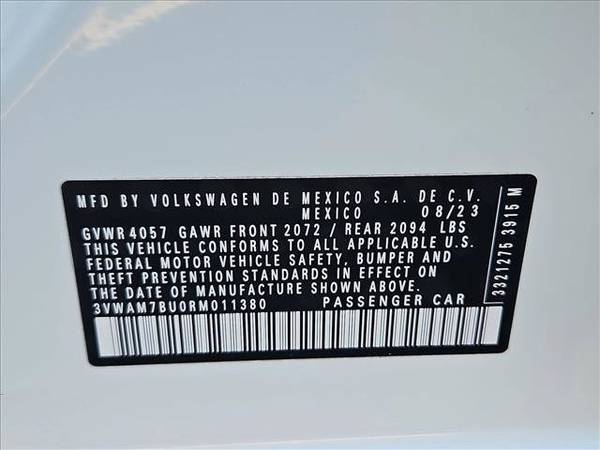 MFD BY VOLKSWAGEN DE MEXICO S.A. DE C.V.
MEXICO 08/23
GVWR 4057 GAWR FRONT 2072 / REAR 2094 LBS
THIS VEHICLE CONFORMS TO ALL APPLICABLE U.S.
FEDERAL MOTOR VEHICLE SAFETY, BUMPER AND
THEFT PREVENTION STANDARDS IN EFFECT ON
THE DATE OF MANUFACTURE SHOWN ABOVE.
3VWAM7BU0RM011380 PASSENGER CAR
3321275 3915 M